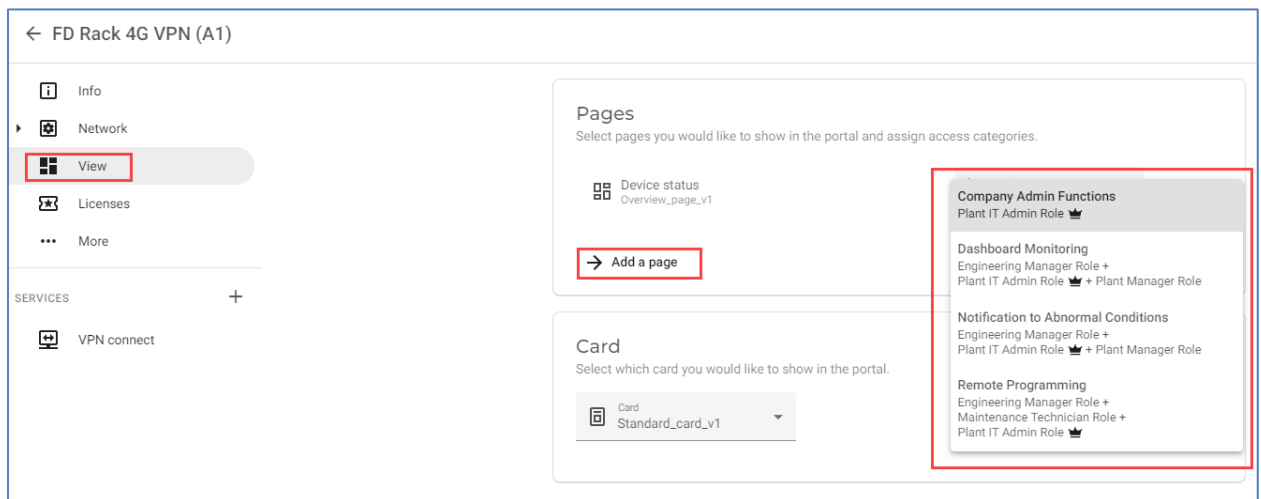 FD Rack 4G VPN (A1)
Info
Network
View
Licenses
More
SERVICES
VPN connect
Pages
Select pages you would like to show in the portal and assign access categories.
Device status
Overview_page_v1
Add a page
Card
Select which card you would like to show in the portal.
Card
Standard_card_v1
Company Admin Functions
Plant IT Admin Role
Dashboard Monitoring
Engineering Manager Role +
Plant IT Admin Role + Plant Manager Role
Notification to Abnormal Conditions
Engineering Manager Role +
Plant IT Admin Role + Plant Manager Role
Remote Programming
Engineering Manager Role +
Maintenance Technician Role +
Plant IT Admin Role